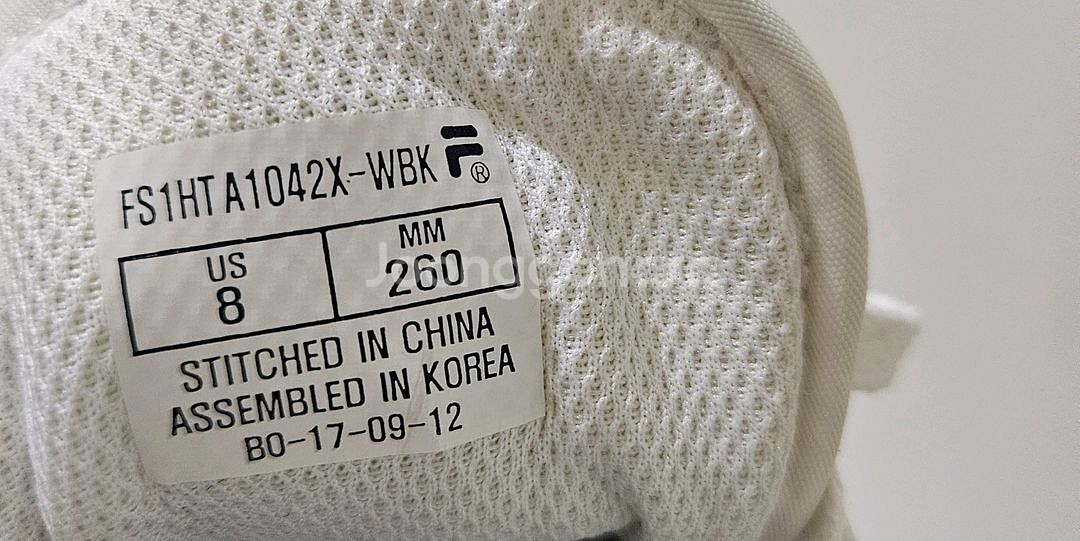 FS1HTA1042X-WBK F®
US
8
MM
260
STITCHED IN CHINA
ASSEMBLED IN KOREA
BO-17-09-12